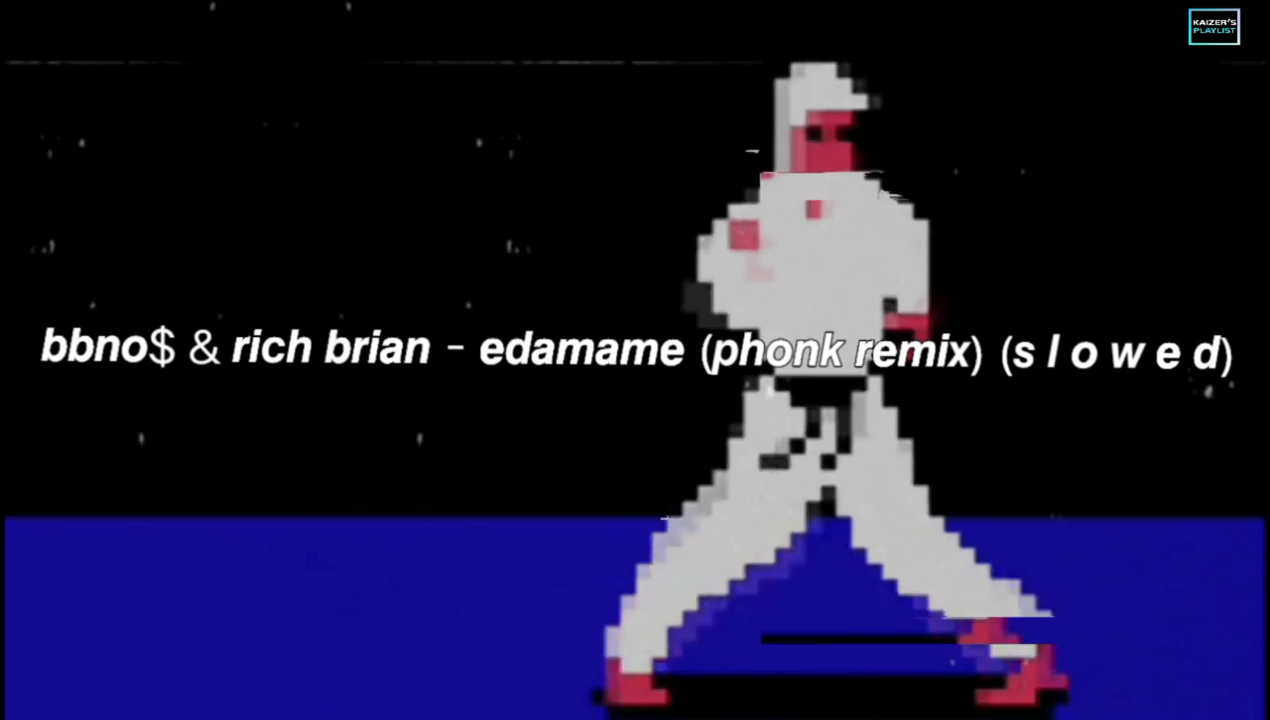 KAIZER'S
PLAYLIST
bbno$ & rich brian - edamame (phonk remix) (s l o w e d)